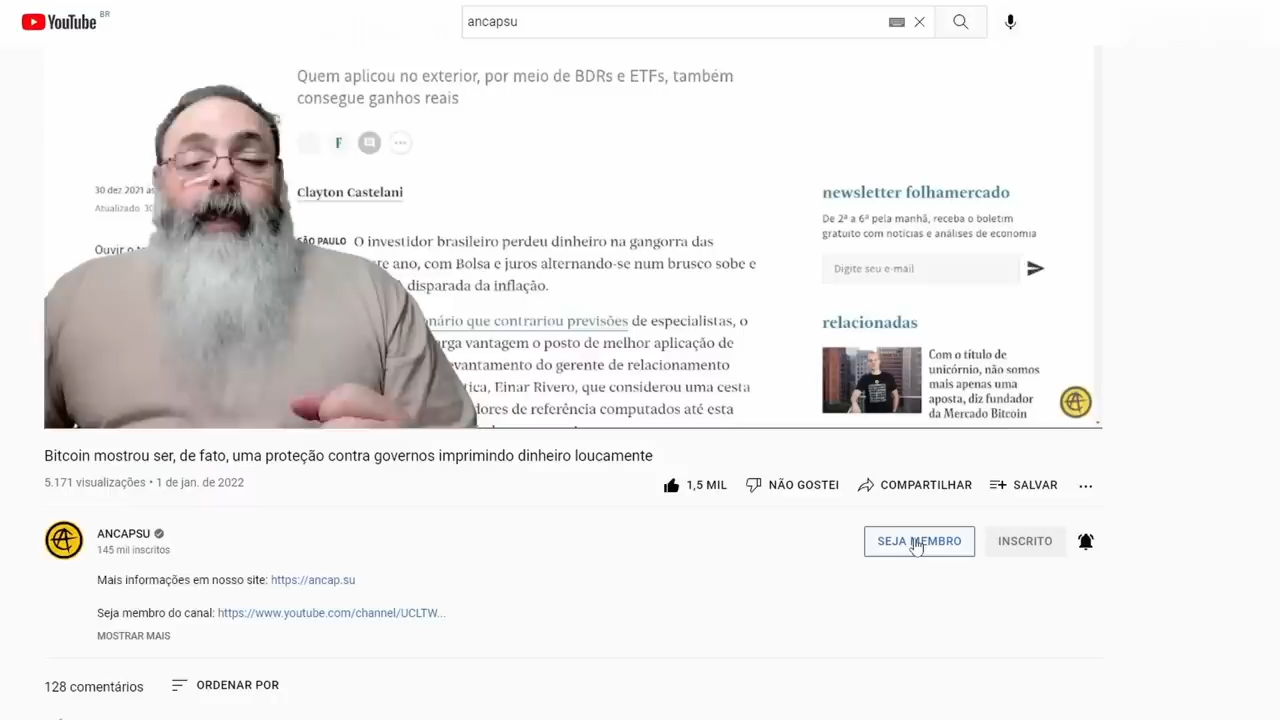 YouTube BR
ancapsu
Quem aplicou no exterior, por meio de BDRs e ETFs, também
consegue ganhos reais
F
30 dez 2021 às
Clayton Castelani
Atualizado 30
newsletter folhamercado
De 2ª a 6ª pela manhã, receba o boletim
gratuito com notícias e análises de economia
Ouvir o
SÃO PAULO O investidor brasileiro perdeu dinheiro na gangorra das
te ano, com Bolsa e juros alternando-se num brusco sobe e
disparada da inflação.
Digite seu e-mail
nário que contrariou previsões de especialistas, o
arga vantagem o posto de melhor aplicação de
evantamento do gerente de relacionamento
tica, Einar Rivero, que considerou uma cesta
dores de referência computados até esta
relacionadas
Com o título de
unicórnio, não somos
mais apenas uma
aposta, diz fundador
da Mercado Bitcoin
Bitcoin mostrou ser, de fato, uma proteção contra governos imprimindo dinheiro loucamente
5.171 visualizações • 1 de jan. de 2022
1,5 MIL NÃO GOSTEI COMPARTILHAR SALVAR
ANCAPSU
145 mil inscritos
SEJA MEMBRO INSCRITO
Mais informações em nosso site: https://ancap.su
Seja membro do canal: https://www.youtube.com/channel/UCLTW...
MOSTRAR MAIS
128 comentários ORDENAR POR